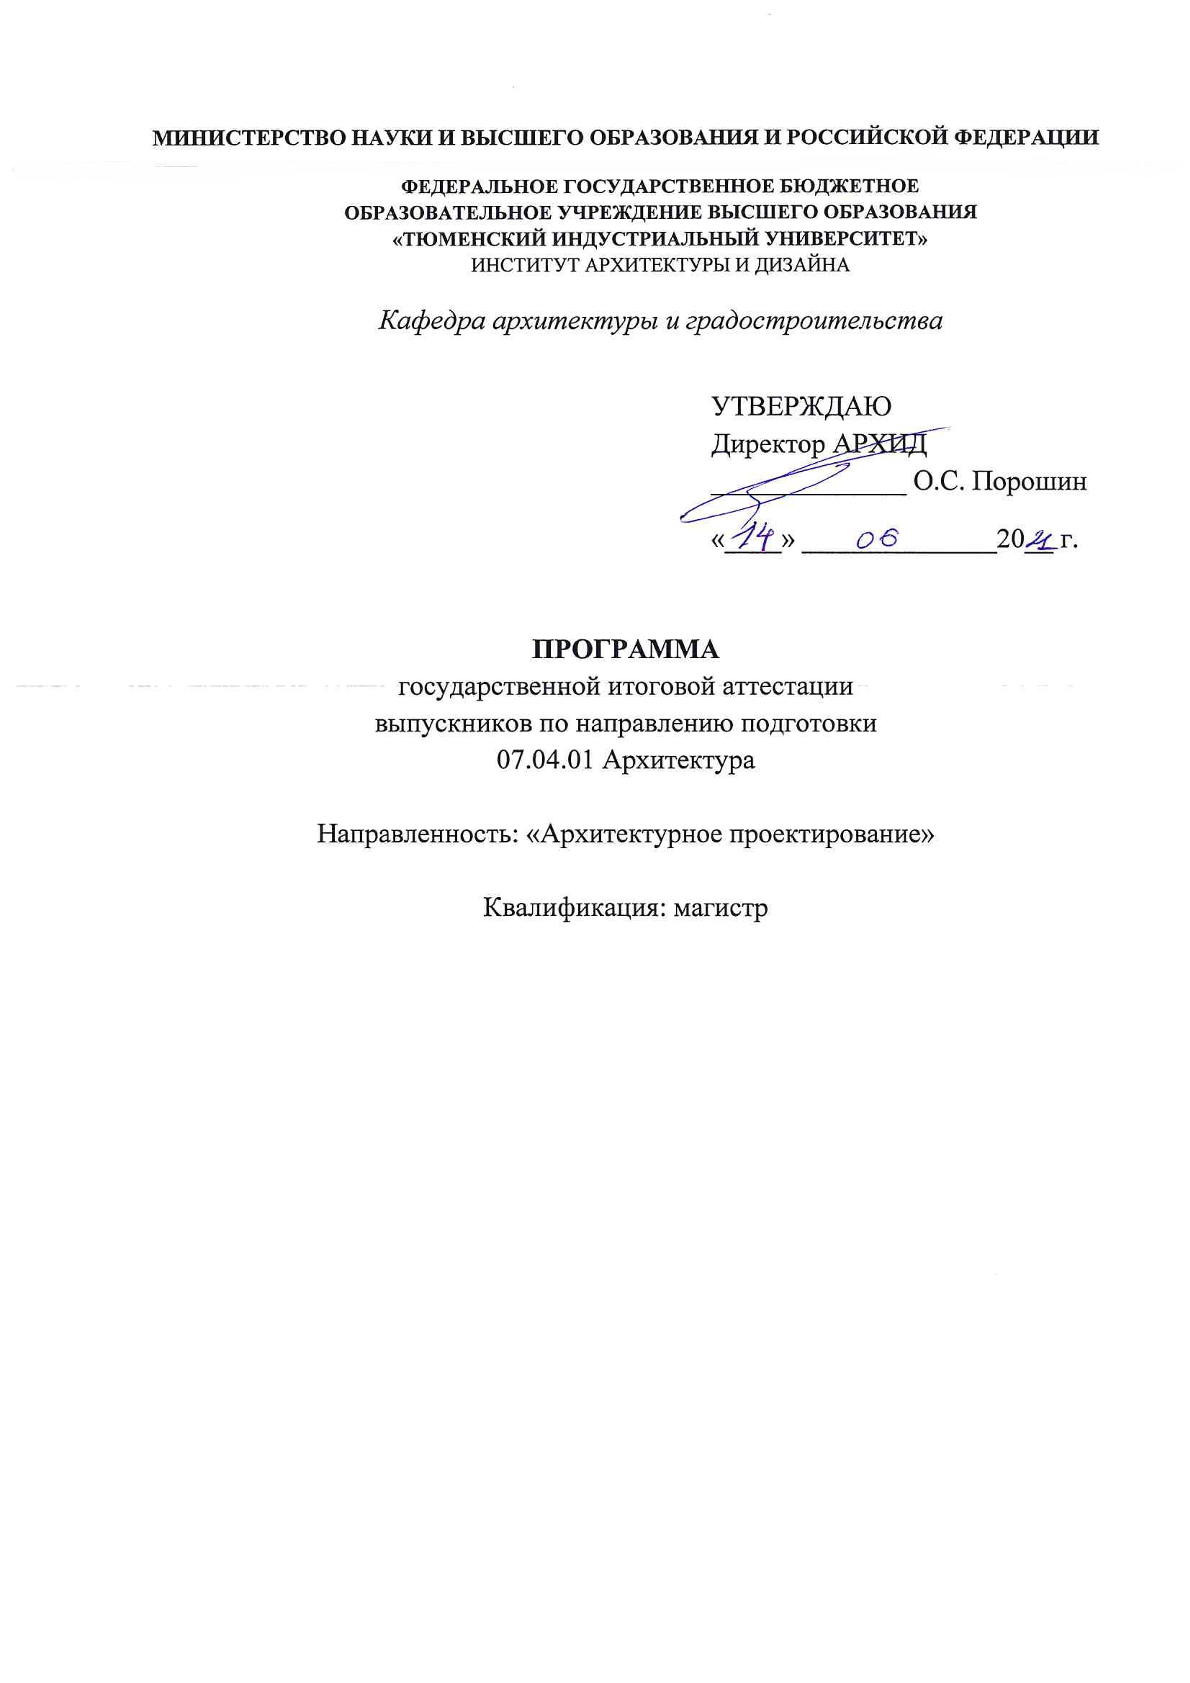 МИНИСТЕРСТВО НАУКИ И ВЫСШЕГО ОБРАЗОВАНИЯ И РОССИЙСКОЙ ФЕДЕРАЦИИ
ФЕДЕРАЛЬНОЕ ГОСУДАРСТВЕННОЕ БЮДЖЕТНОЕ
ОБРАЗОВАТЕЛЬНОЕ УЧРЕЖДЕНИЕ ВЫСШЕГО ОБРАЗОВАНИЯ
«ТЮМЕНСКИЙ ИНДУСТРИАЛЬНЫЙ УНИВЕРСИТЕТ»
ИНСТИТУТ АРХИТЕКТУРЫ И ДИЗАЙНА
Кафедра архитектуры и градостроительства
УТВЕРЖДАЮ
Директор АРХИД
О.С. Порошин
«14» 06 2021 г.
ПРОГРАММА
государственной итоговой аттестации
выпускников по направлению подготовки
07.04.01 Архитектура
Направленность: «Архитектурное проектирование»
Квалификация: магистр